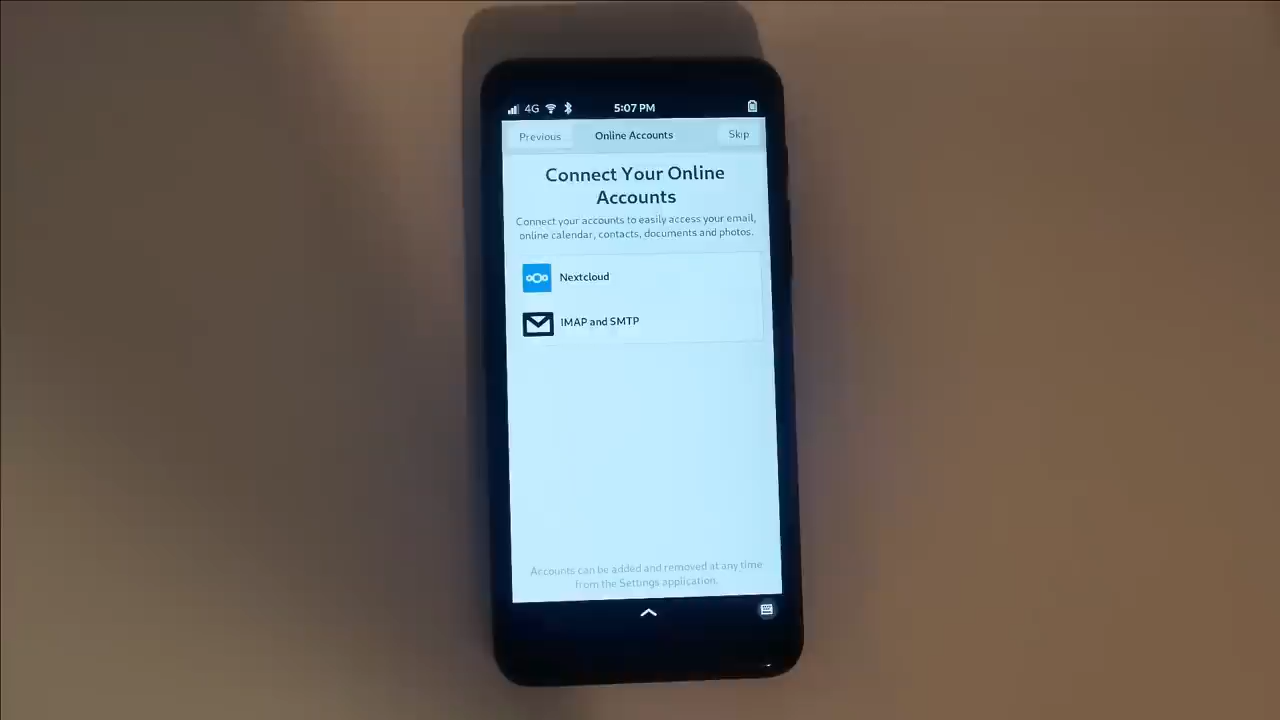 4G 5:07 PM
Previous Online Accounts Skip
Connect Your Online
Accounts
Connect your accounts to easily access your email,
online calendar, contacts, documents and photos.
Nextcloud
IMAP and SMTP
Accounts can be added and removed at any time
from the Settings application.